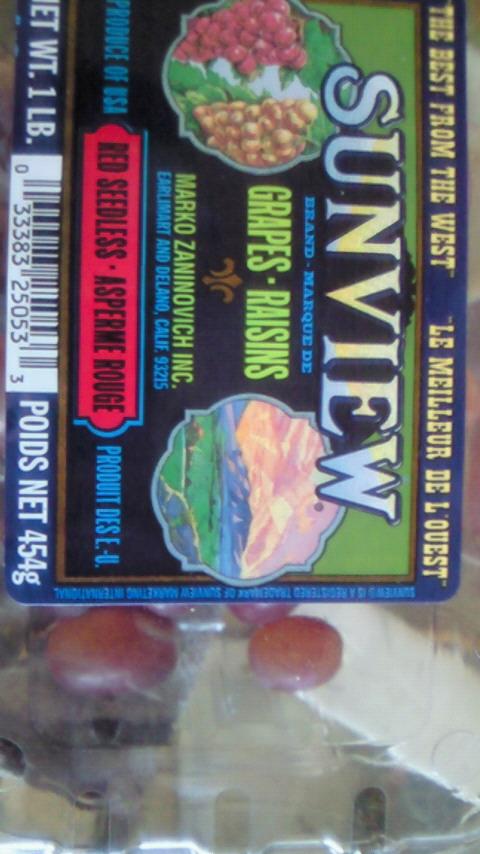 "THE BEST FROM THE WEST" "LE MEILLEUR DE L'OUEST"
SUNVIEW
BRAND · MARQUE DE
GRAPES · RAISINS
MARKO ZANINOVICH INC.
EARLIMART AND DELANO, CALIF. 93215
PRODUCE OF USA
RED SEEDLESS · ASPERME ROUGE
PRODUIT DES E.-U.
NET WT. 1 LB.
0 33383 25053 3
POIDS NET 454g
SUNVIEW IS A REGISTERED TRADEMARK OF SUNVIEW MARKETING INTERNATIONAL